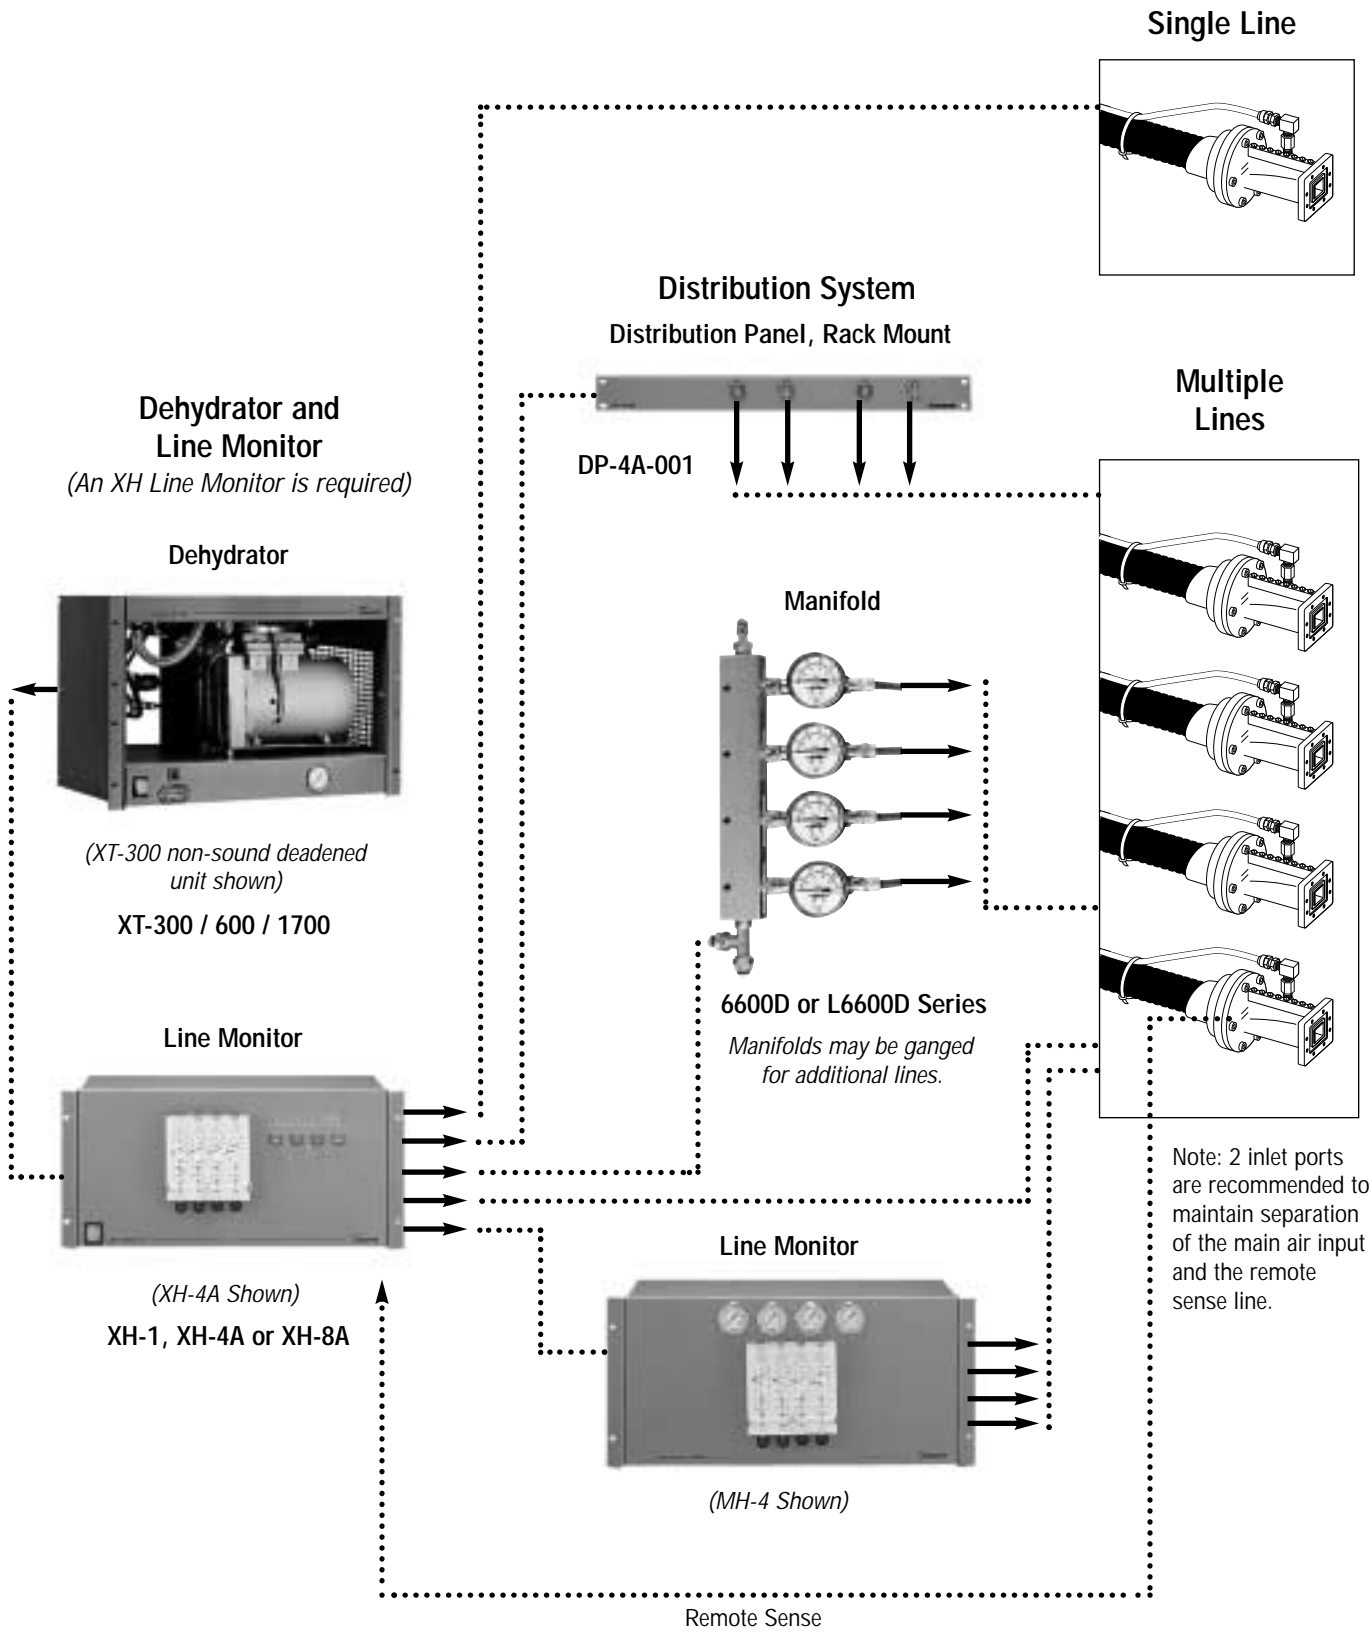 Single Line
Distribution System
Distribution Panel, Rack Mount
DP-4A-001
Multiple
Lines
Dehydrator and
Line Monitor
(An XH Line Monitor is required)
Dehydrator
(XT-300 non-sound deadened
unit shown)
XT-300 / 600 / 1700
Manifold
6600D or L6600D Series
Manifolds may be ganged
for additional lines.
Line Monitor
(XH-4A Shown)
XH-1, XH-4A or XH-8A
Line Monitor
(MH-4 Shown)
Note: 2 inlet ports
are recommended to
maintain separation
of the main air input
and the remote
sense line.
Remote Sense